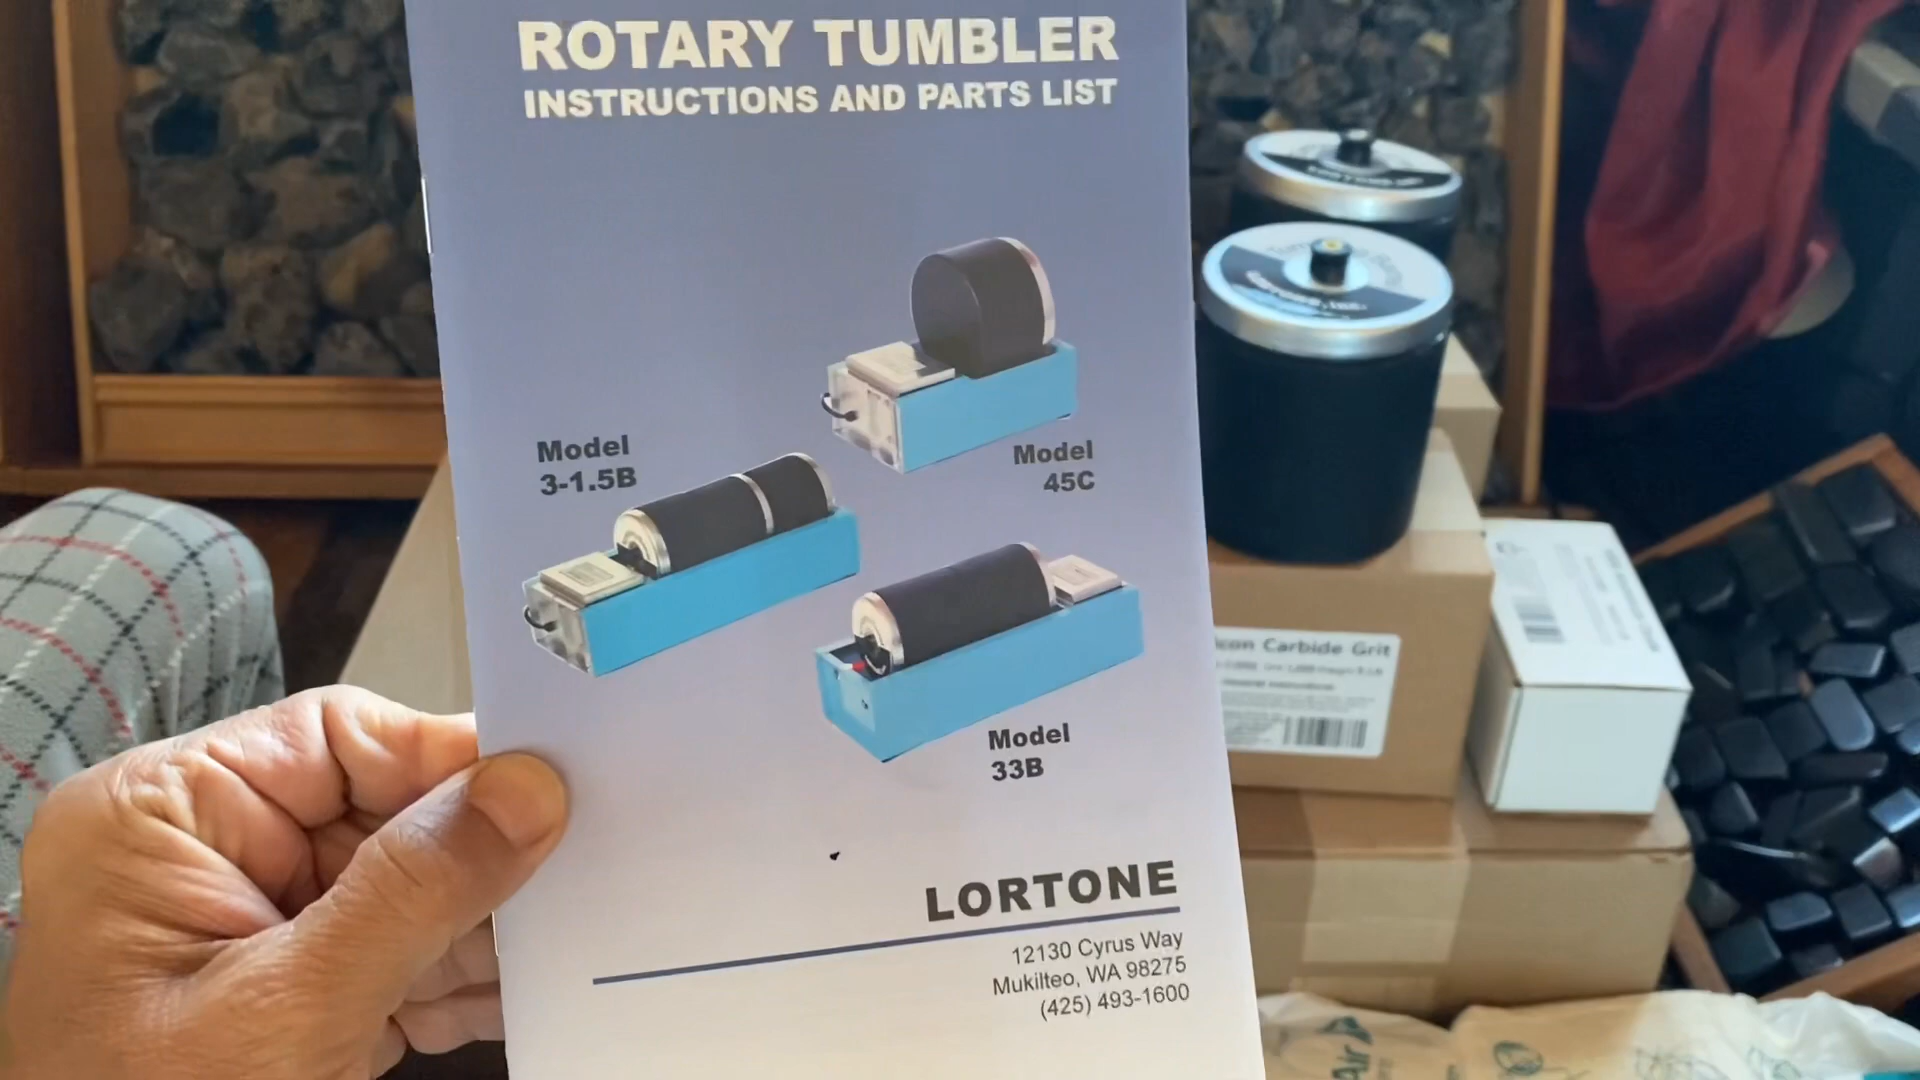 ROTARY TUMBLER
INSTRUCTIONS AND PARTS LIST
Model
3-1.5B
Model
45C
Model
33B
LORTONE
12130 Cyrus Way
Mukilteo, WA 98275
(425) 493-1600
Carbide Grit
Air